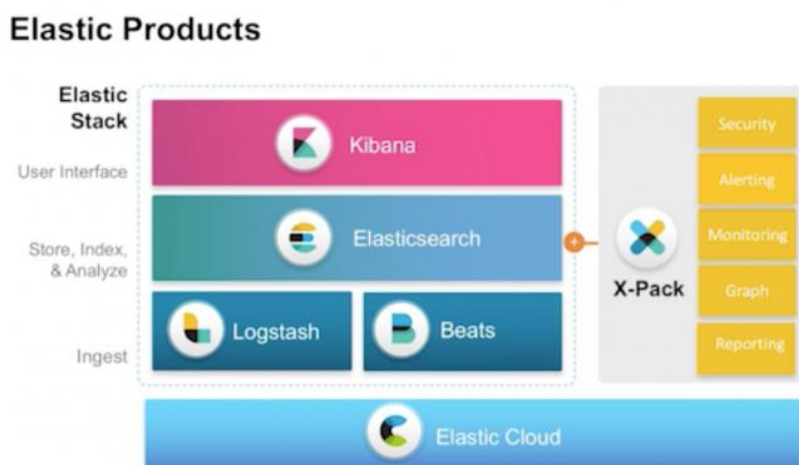 Elastic Products
Elastic
Stack
User Interface
Store, Index,
& Analyze
Ingest
Kibana
Elasticsearch
Logstash
Beats
X-Pack
Security
Alerting
Monitoring
Graph
Reporting
Elastic Cloud